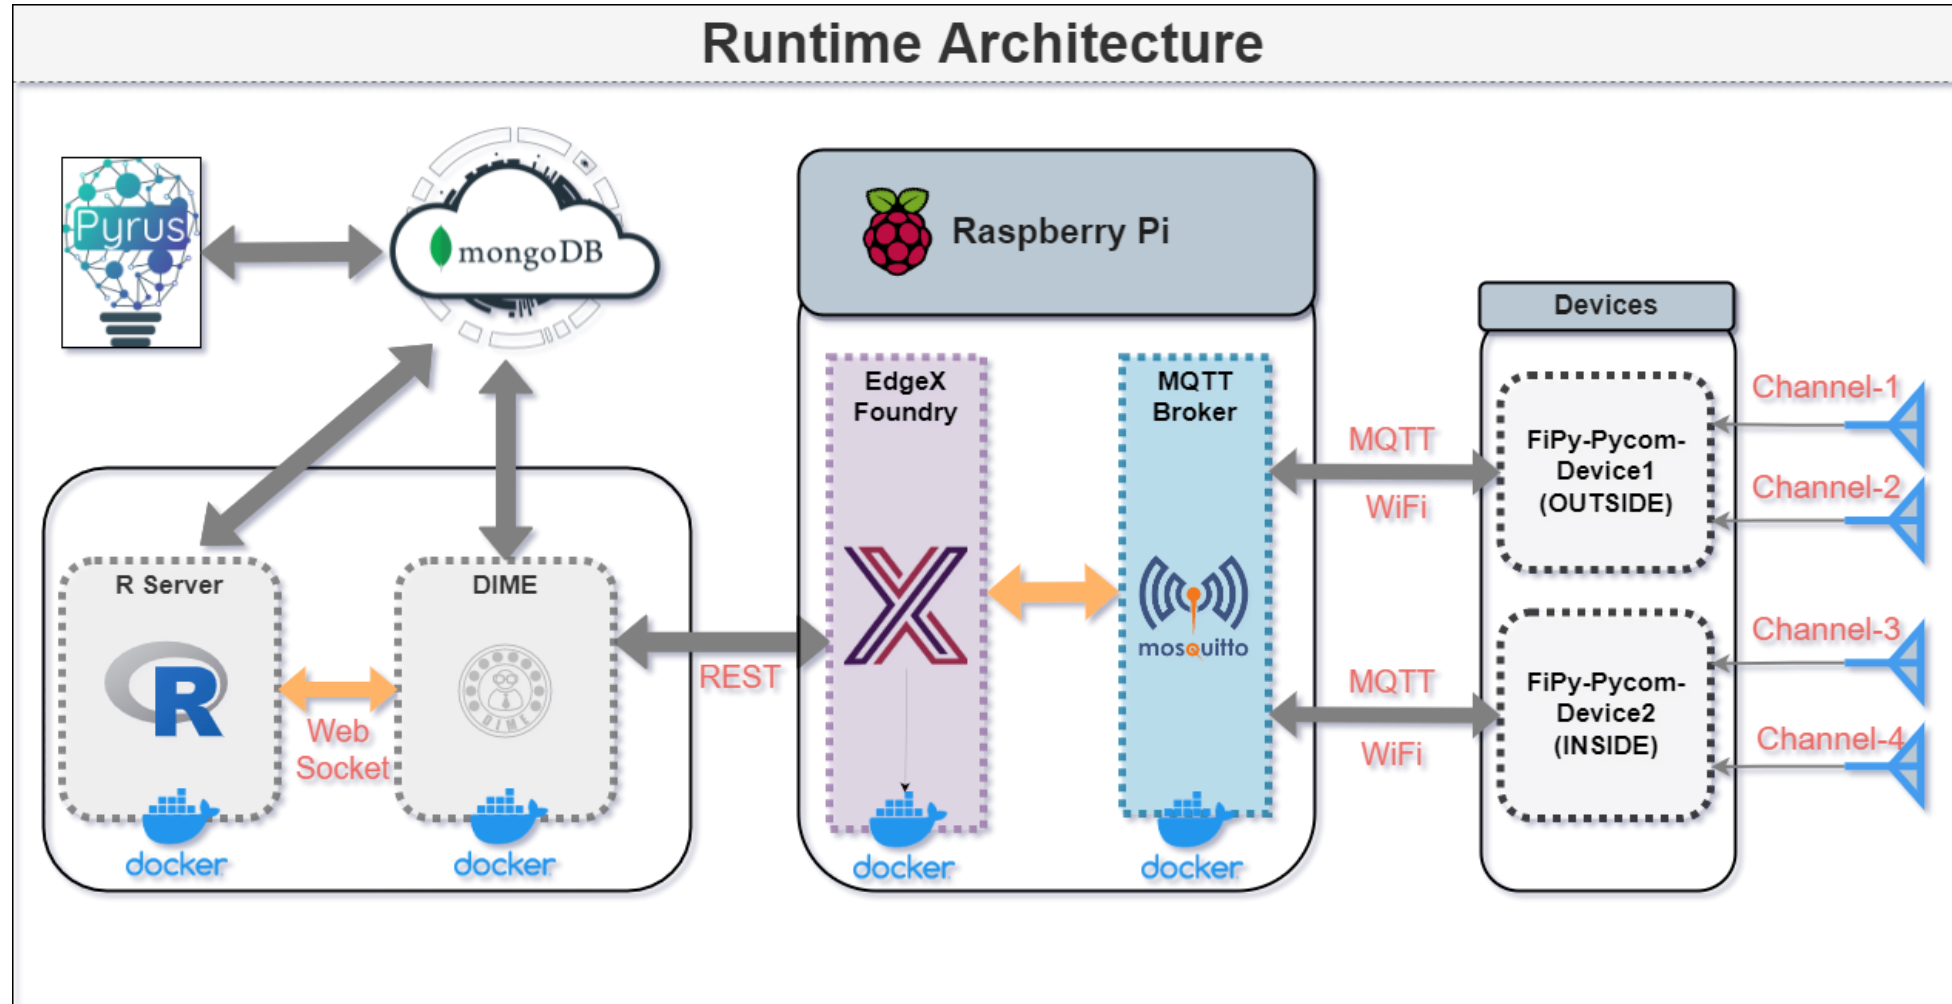 Runtime Architecture
Pyrus
mongoDB
Raspberry Pi
Devices
EdgeX
Foundry
MQTT
Broker
mosquitto
MQTT
WiFi
MQTT
WiFi
FiPy-Pycom-
Device1
(OUTSIDE)
FiPy-Pycom-
Device2
(INSIDE)
Channel-1
Channel-2
Channel-3
Channel-4
R Server
R
DIME
DIME
Web
Socket
REST
docker
docker
docker
docker